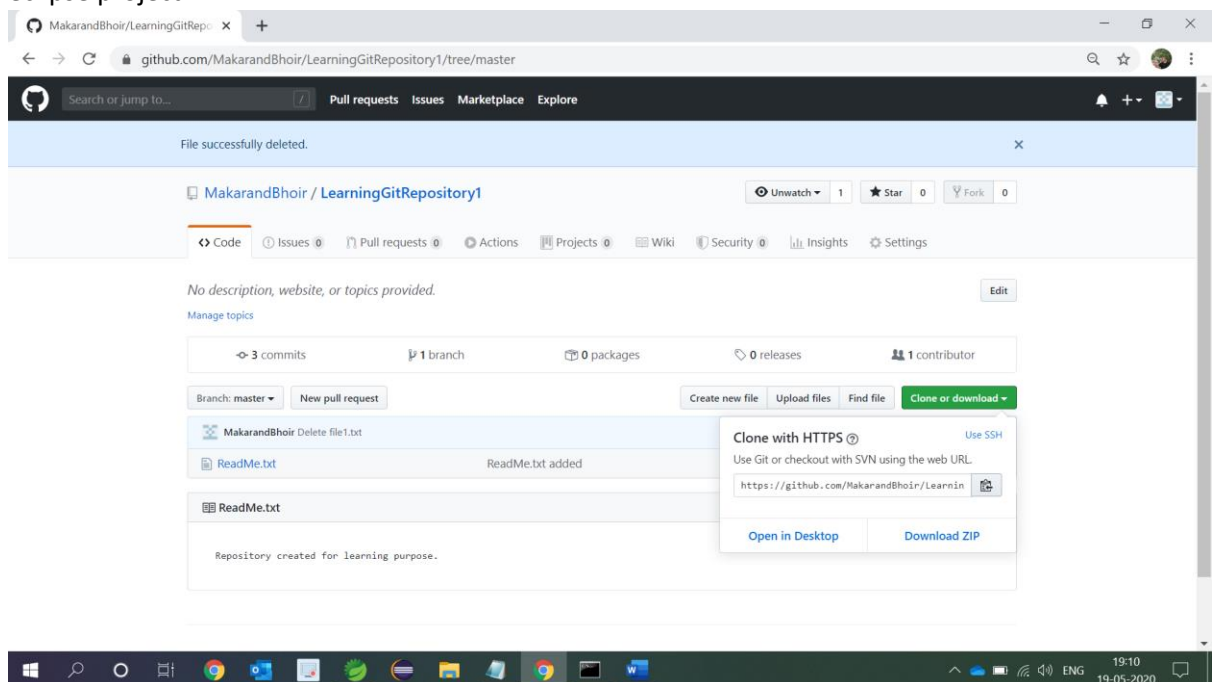 MakarandBhoir/LearningGitRepo
github.com/MakarandBhoir/LearningGitRepository1/tree/master
Search or jump to... / Pull requests Issues Marketplace Explore
File successfully deleted.
MakarandBhoir / LearningGitRepository1 Unwatch 1 Star 0 Fork 0
Code Issues 0 Pull requests 0 Actions Projects 0 Wiki Security 0 Insights Settings
No description, website, or topics provided. Edit
Manage topics
3 commits 1 branch 0 packages 0 releases 1 contributor
Branch: master New pull request Create new file Upload files Find file Clone or download
MakarandBhoir Delete file1.txt
ReadMe.txt ReadMe.txt added
Clone with HTTPS Use SSH
Use Git or checkout with SVN using the web URL.
https://github.com/MakarandBhoir/Learnin
Open in Desktop Download ZIP
ReadMe.txt
Repository created for learning purpose.
ENG 19:10
19-05-2020